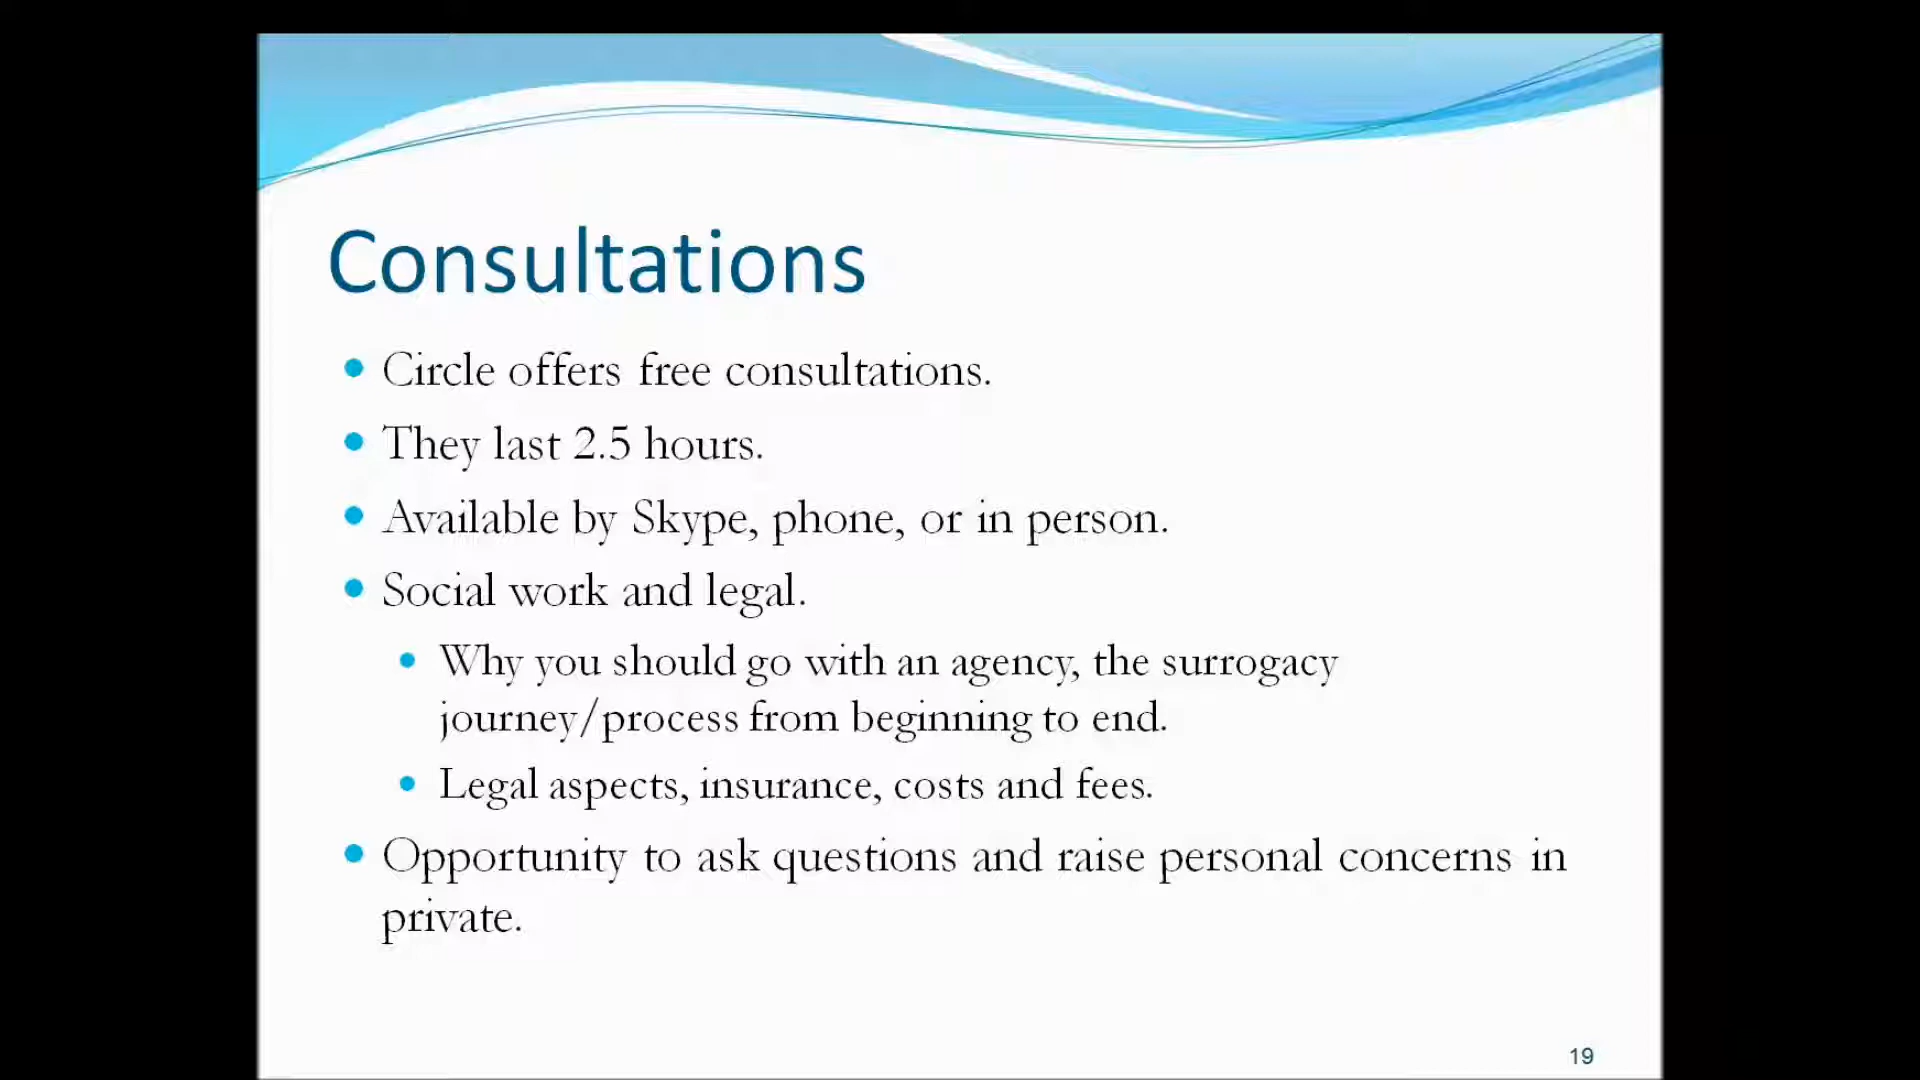 Consultations
Circle offers free consultations.
They last 2.5 hours.
Available by Skype, phone, or in person.
Social work and legal.
Why you should go with an agency, the surrogacy
journey/process from beginning to end.
Legal aspects, insurance, costs and fees.
Opportunity to ask questions and raise personal concerns in
private.
19